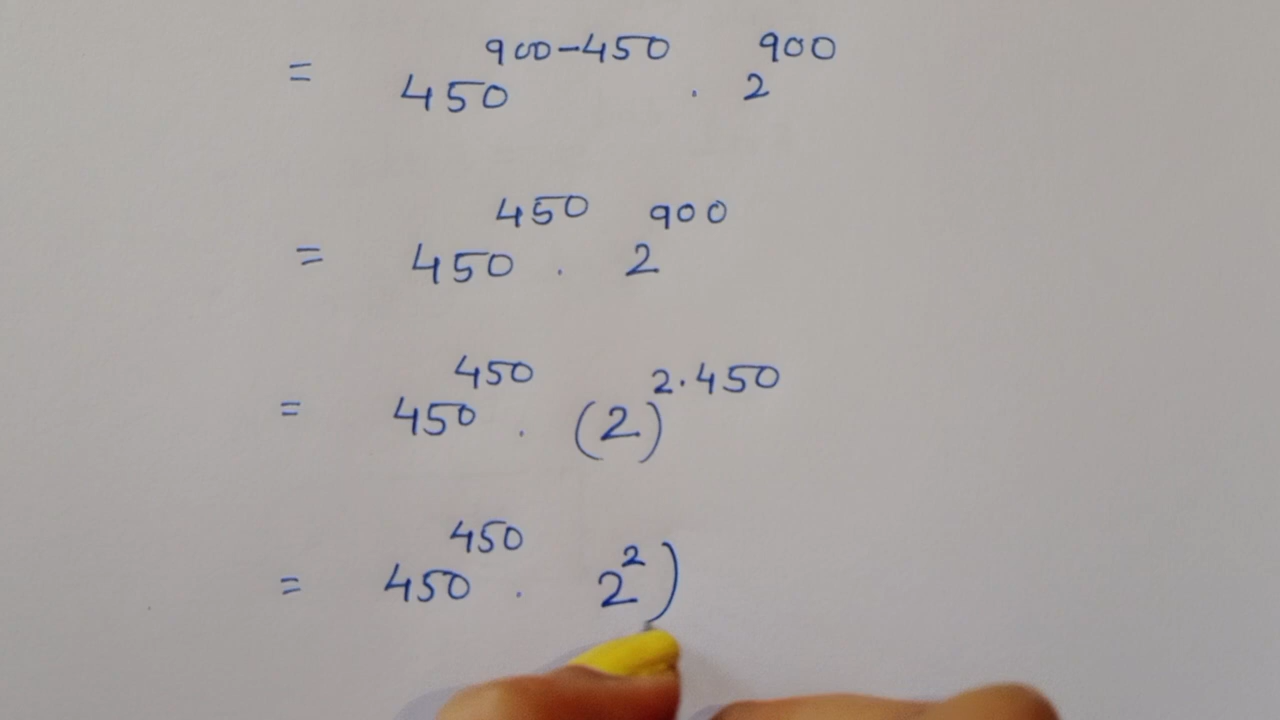 = 450^{900-450} . 2^{900}
= 450^{450} . 2^{900}
= 450^{450} . (2)^{2.450}
= 450^{450} . 2^{2})